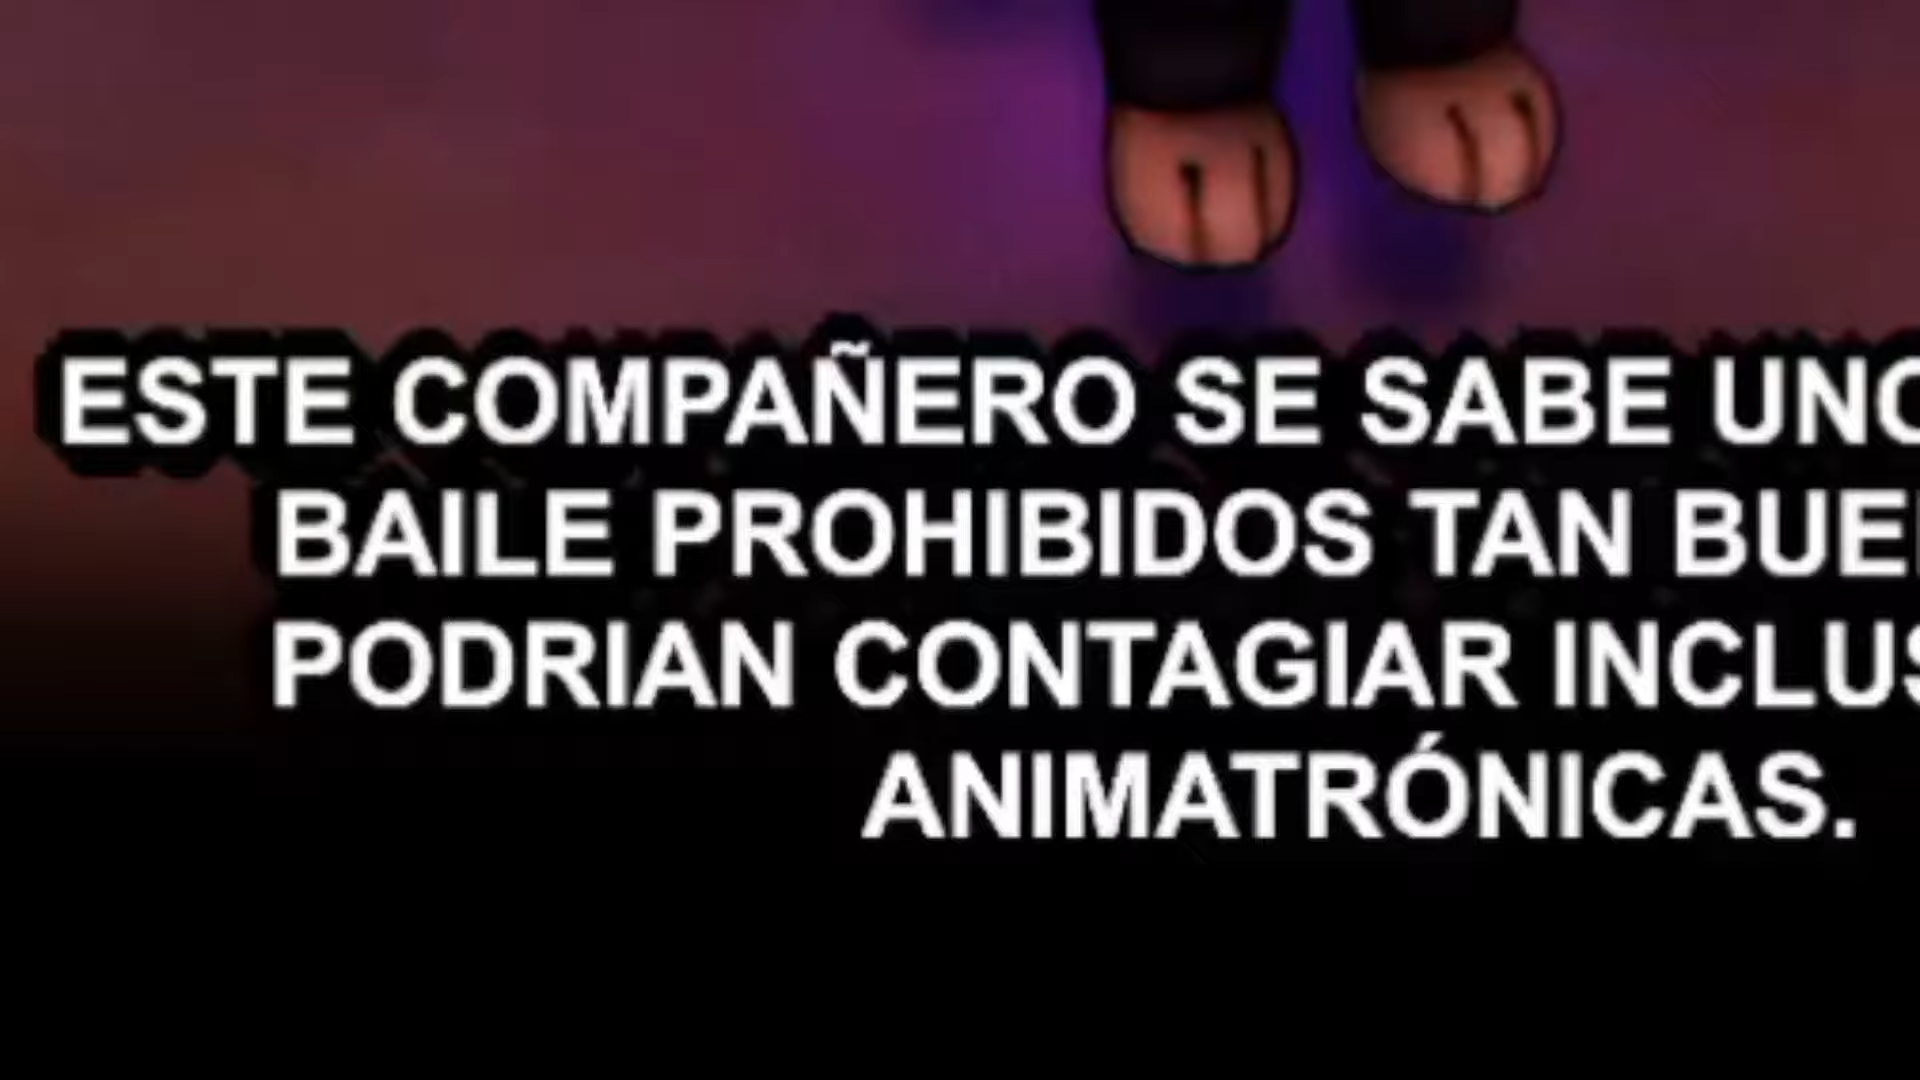 ESTE COMPAÑERO SE SABE UNO
BAILE PROHIBIDOS TAN BUE
PODRIAN CONTAGIAR INCLUS
ANIMATRÓNICAS.